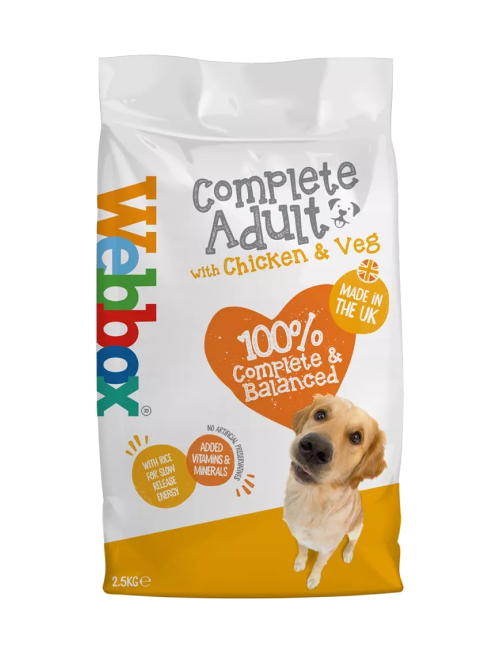 Webbox
®
Complete
Adult
with Chicken & Veg
MADE IN
THE UK
100%
Complete &
Balanced
NO ARTIFICIAL PRESERVATIVES
ADDED
VITAMINS &
MINERALS
WITH RICE
FOR SLOW
RELEASE
ENERGY
2.5KG℮